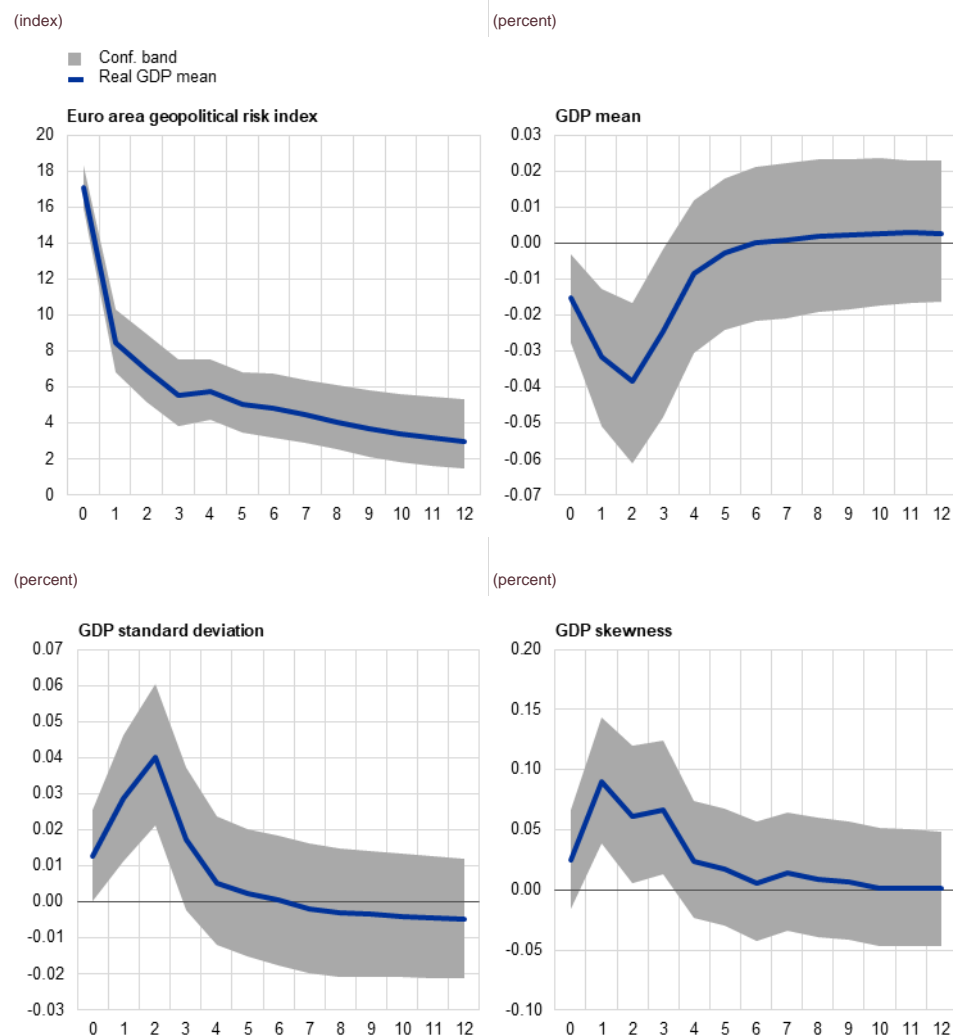 (index)
(percent)
Conf. band
Real GDP mean
Euro area geopolitical risk index
20
18
16
14
12
10
8
6
4
2
0
0 1 2 3 4 5 6 7 8 9 10 11 12
GDP mean
0.03
0.02
0.01
0.00
-0.01
-0.02
-0.03
-0.04
-0.05
-0.06
-0.07
0 1 2 3 4 5 6 7 8 9 10 11 12
(percent)
(percent)
GDP standard deviation
0.07
0.06
0.05
0.04
0.03
0.02
0.01
0.00
-0.01
-0.02
-0.03
0 1 2 3 4 5 6 7 8 9 10 11 12
GDP skewness
0.20
0.15
0.10
0.05
0.00
-0.05
-0.10
0 1 2 3 4 5 6 7 8 9 10 11 12